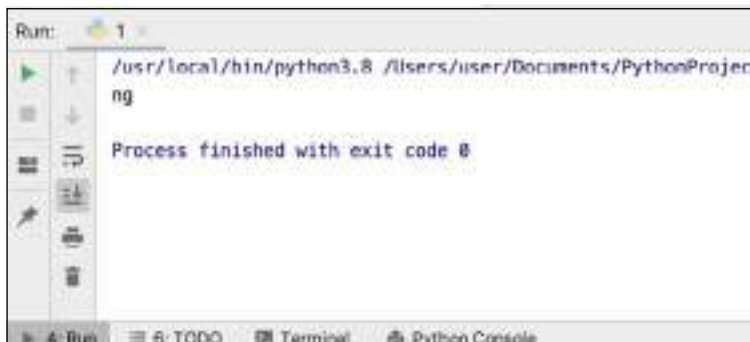 Run: 1
/usr/local/bin/python3.8 /Users/user/Documents/PythonProjec
ng
Process finished with exit code 0
4: Run 6: TODO Terminal Python Console